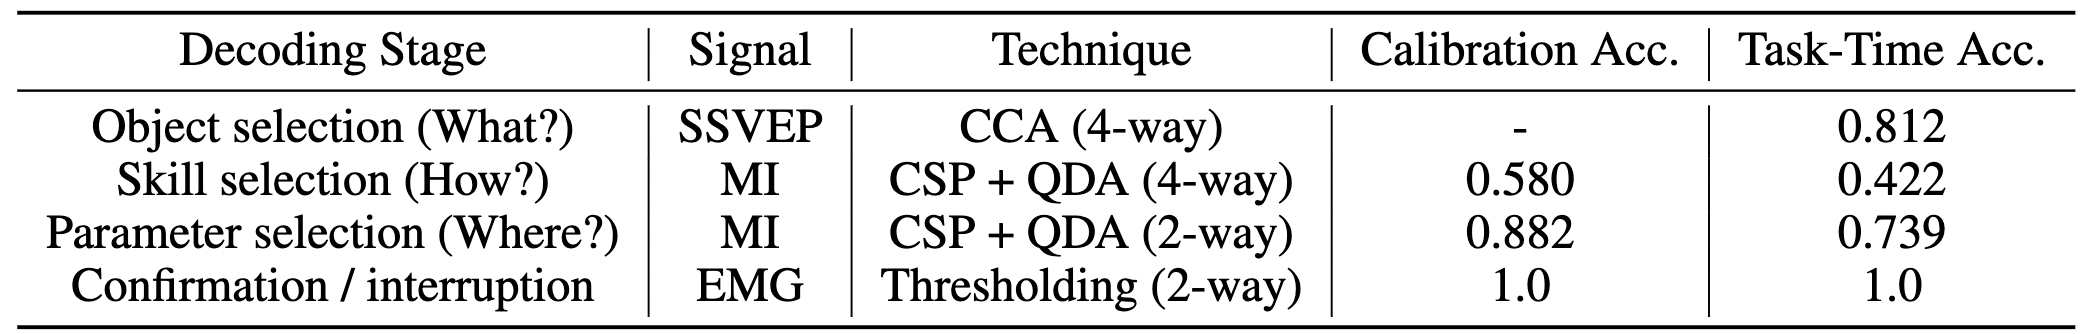 Decoding Stage Signal Technique Calibration Acc. Task-Time Acc.
Object selection (What?) SSVEP CCA (4-way) - 0.812
Skill selection (How?) MI CSP + QDA (4-way) 0.580 0.422
Parameter selection (Where?) MI CSP + QDA (2-way) 0.882 0.739
Confirmation / interruption EMG Thresholding (2-way) 1.0 1.0